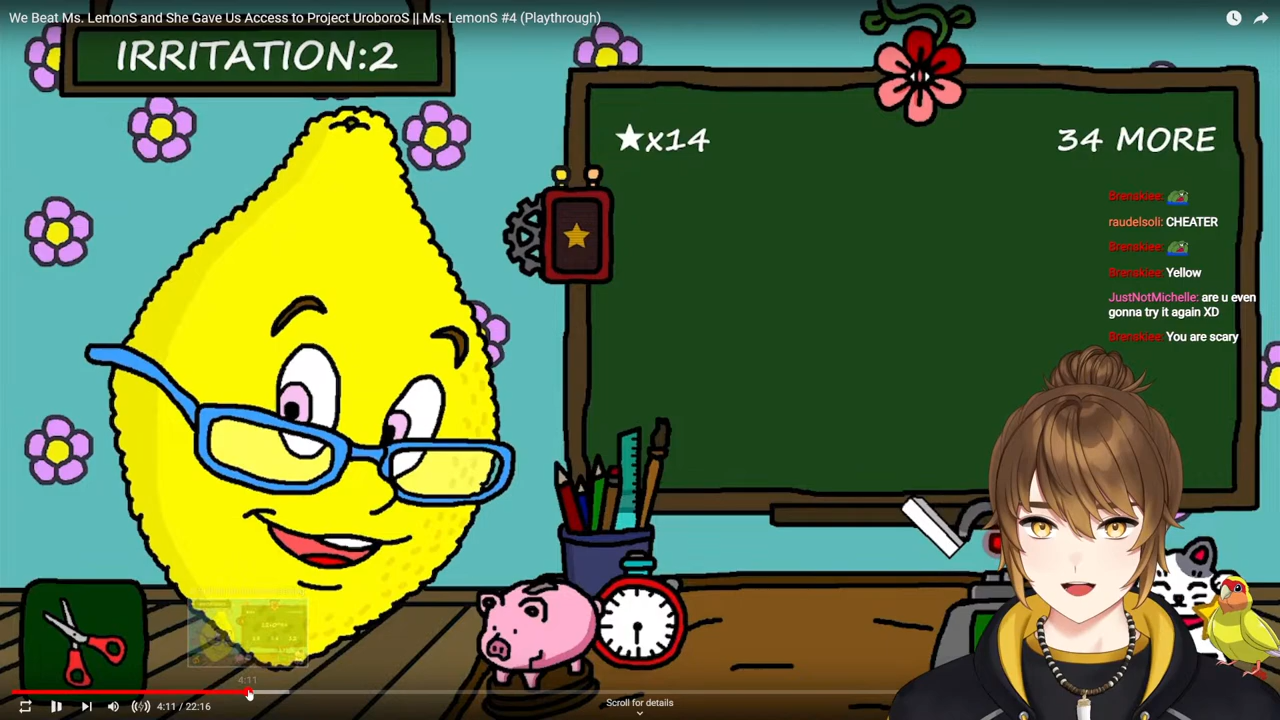 We Beat Ms. LemonS and She Gave Us Access to Project UroboroS || Ms. LemonS #4 (Playthrough)
IRRITATION:2
★x14
34 MORE
Brenskiee:
raudelsoli: CHEATER
Brenskiee:
Brenskiee: Yellow
JustNotMichelle: are u even
gonna try it again XD
Brenskiee: You are scary
4:11
4:11 / 22:16
Scroll for details